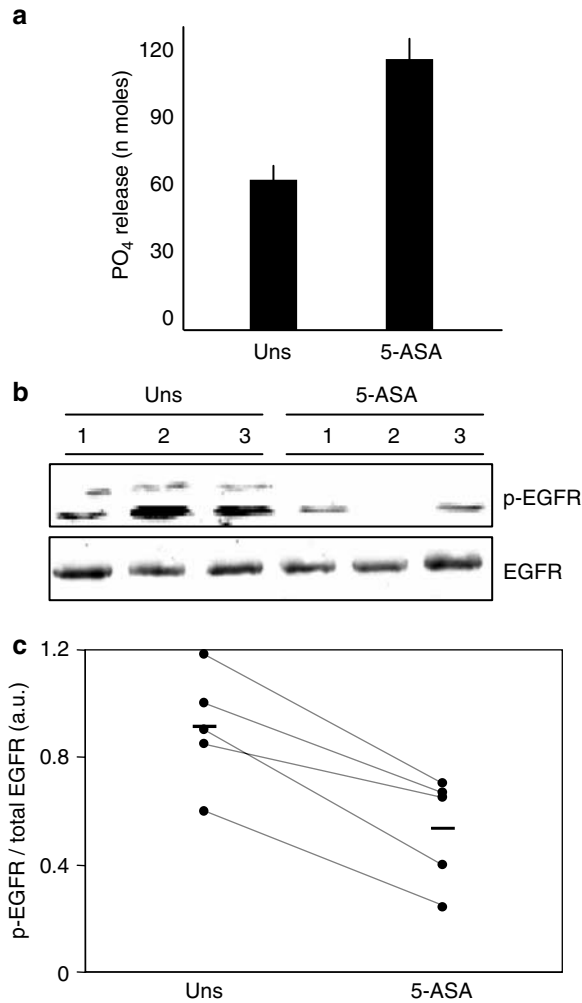 a
PO4 release (n moles)
120
90
60
30
0
Uns 5-ASA
b
Uns 5-ASA
1 2 3 1 2 3
p-EGFR
EGFR
c
p-EGFR / total EGFR (a.u.)
1.2
0.8
0.4
0
Uns 5-ASA